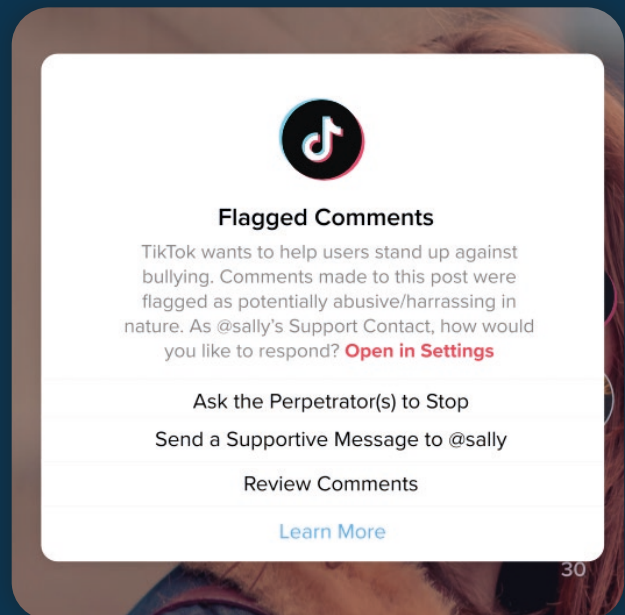 Flagged Comments
TikTok wants to help users stand up against
bullying. Comments made to this post were
flagged as potentially abusive/harrassing in
nature. As @sally's Support Contact, how would
you like to respond? Open in Settings
Ask the Perpetrator(s) to Stop
Send a Supportive Message to @sally
Review Comments
Learn More
30